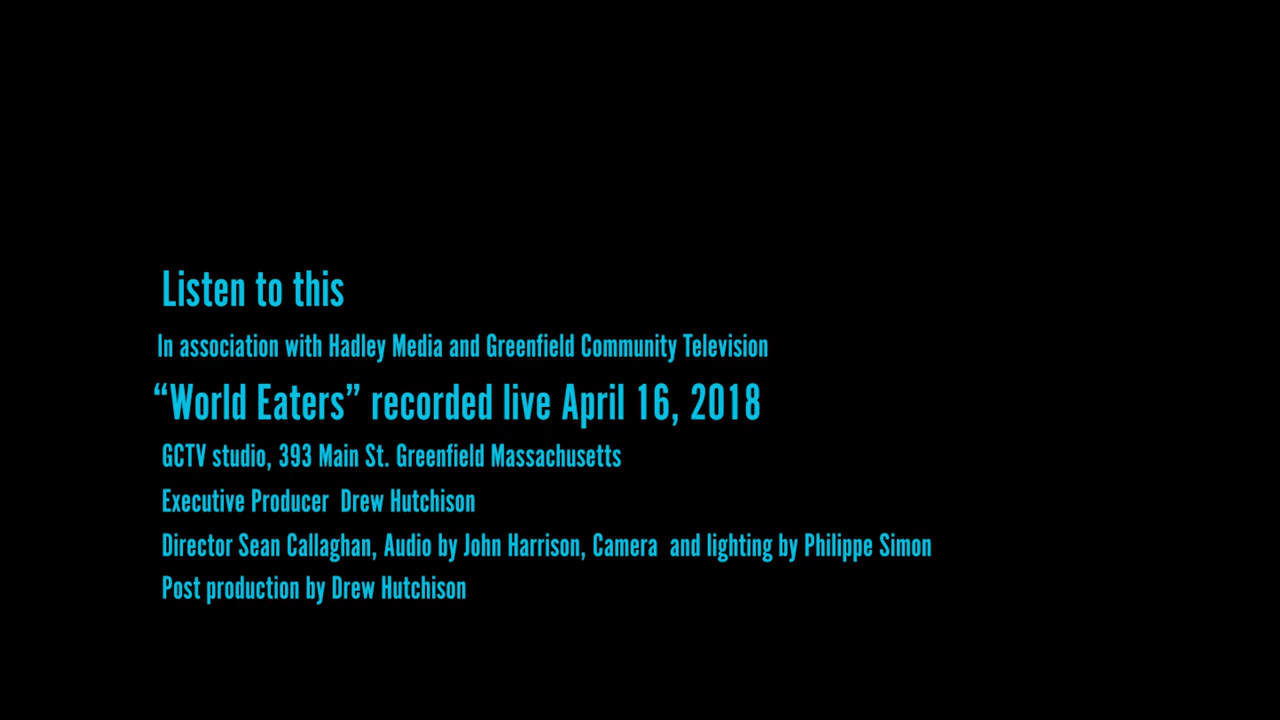 Listen to this
In association with Hadley Media and Greenfield Community Television
“World Eaters” recorded live April 16, 2018
GCTV studio, 393 Main St. Greenfield Massachusetts
Executive Producer  Drew Hutchison
Director Sean Callaghan, Audio by John Harrison, Camera  and lighting by Philippe Simon
Post production by Drew Hutchison